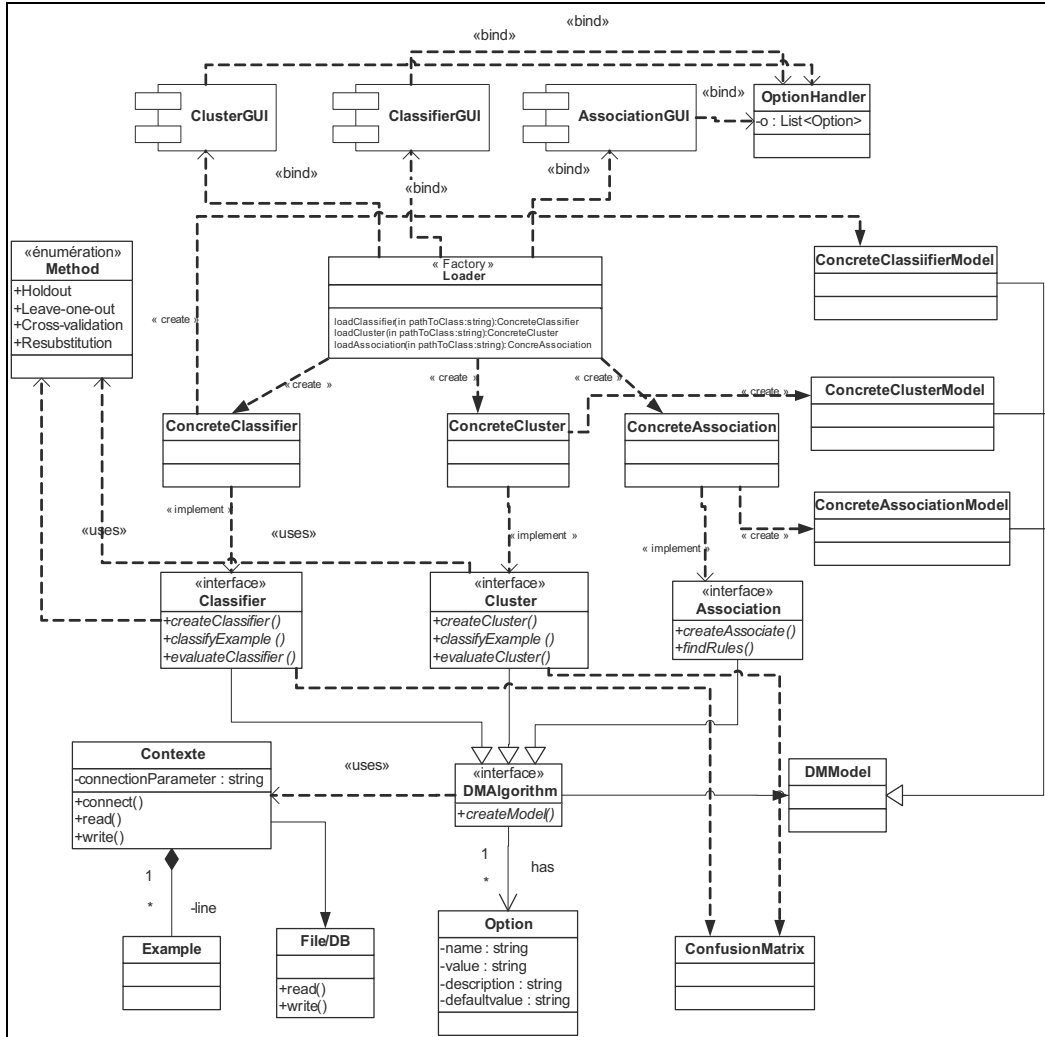 «bind»
«bind»
«bind»
ClusterGUI
ClassifierGUI
AssociationGUI
OptionHandler
-o : List<Option>
«bind»
«bind»
«bind»
«énumération»
Method
+Holdout
+Leave-one-out
+Cross-validation
+Resubstitution
« Factory »
Loader
loadClassifier(in pathToClass:string):ConcreteClassifier
loadCluster(in pathToClass:string):ConcreteCluster
loadAssociation(in pathToClass:string):ConcreAssociation
ConcreteClassiifierModel
« create »
« create »
« create »
« create »
ConcreteClusterModel
« create »
ConcreteClassifier
ConcreteCluster
ConcreteAssociation
ConcreteAssociationModel
« create »
« implement »
« implement »
« implement »
«uses»
«uses»
«interface»
Classifier
+createClassifier()
+classifyExample ()
+evaluateClassifier ()
«interface»
Cluster
+createCluster()
+classifyExample ()
+evaluateCluster()
«interface»
Association
+createAssociate()
+findRules()
Contexte
-connectionParameter : string
+connect()
+read()
+write()
«uses»
«interface»
DMAlgorithm
+createModel()
DMModel
1
*
-line
1
*
has
Example
File/DB
+read()
+write()
Option
-name : string
-value : string
-description : string
-defaultvalue : string
ConfusionMatrix